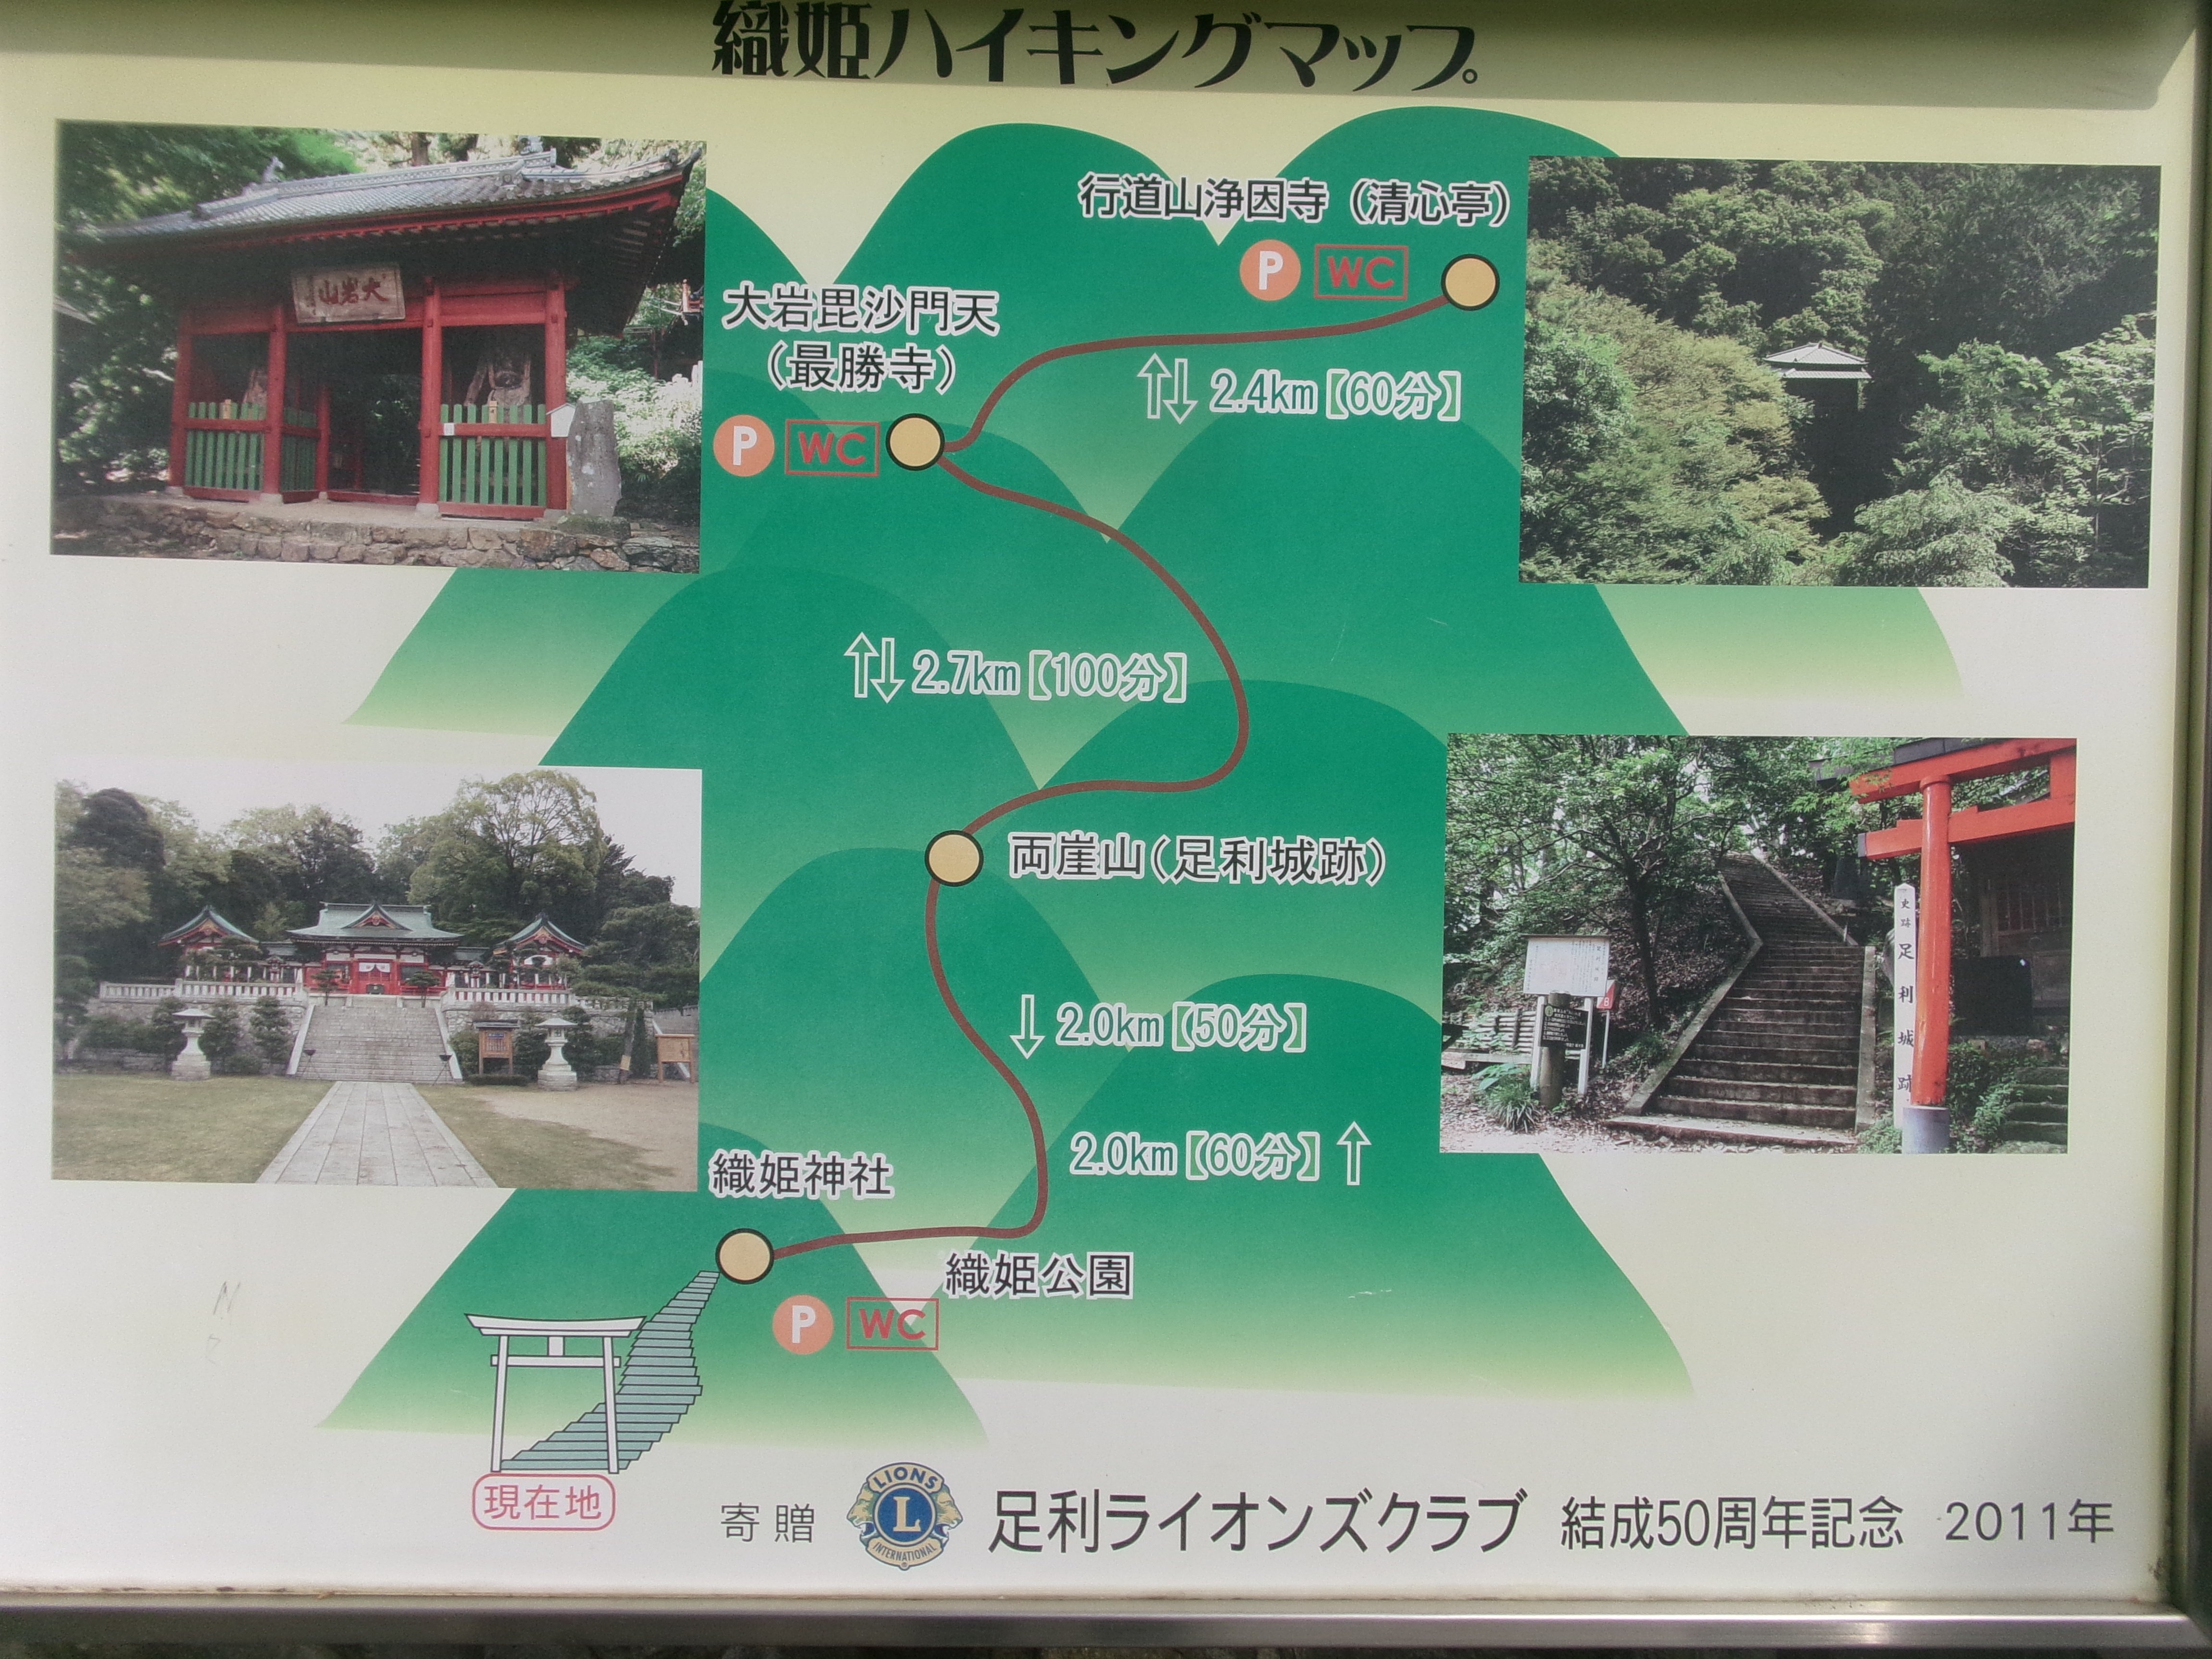 織姫ハイキングマップ。
行道山浄因寺（清心亭）
P WC
大岩山
大岩毘沙門天
（最勝寺）
P WC
⇅ 2.4km【60分】
⇅ 2.7km【100分】
両崖山（足利城跡）
史跡 足利城跡
↓ 2.0km【50分】
2.0km【60分】↑
織姫神社
織姫公園
P WC
現在地
寄贈 LIONS L INTERNATIONAL 足利ライオンズクラブ 結成50周年記念 2011年